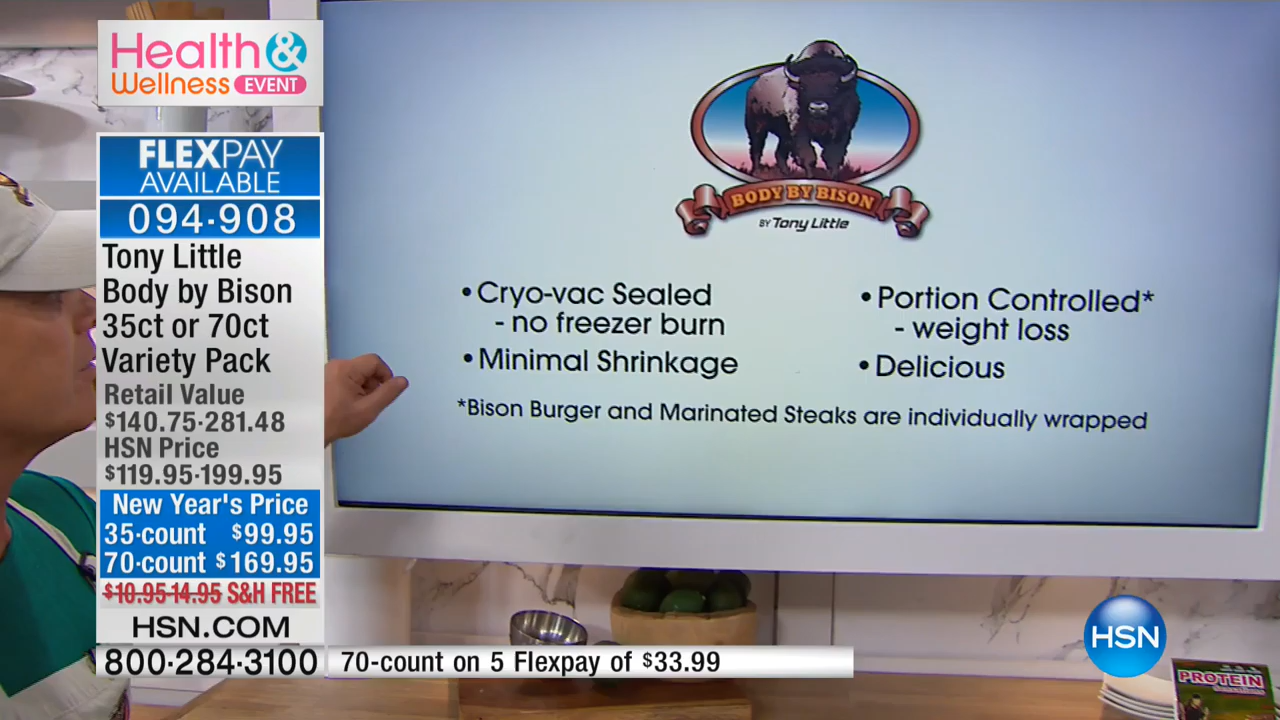 Health &
Wellness EVENT
FLEXPAY
AVAILABLE
094-908
Tony Little
Body by Bison
35ct or 70ct
Variety Pack
Retail Value
$140.75-281.48
HSN Price
$119.95-199.95
New Year's Price
35-count $99.95
70-count $169.95
$10.95-14.95 S&H FREE
HSN.COM
800-284-3100
70-count on 5 Flexpay of $33.99
BODY BY BISON
BY Tony Little
•Cryo-vac Sealed
- no freezer burn
•Minimal Shrinkage
•Portion Controlled*
- weight loss
•Delicious
*Bison Burger and Marinated Steaks are individually wrapped
HSN
PROTEIN